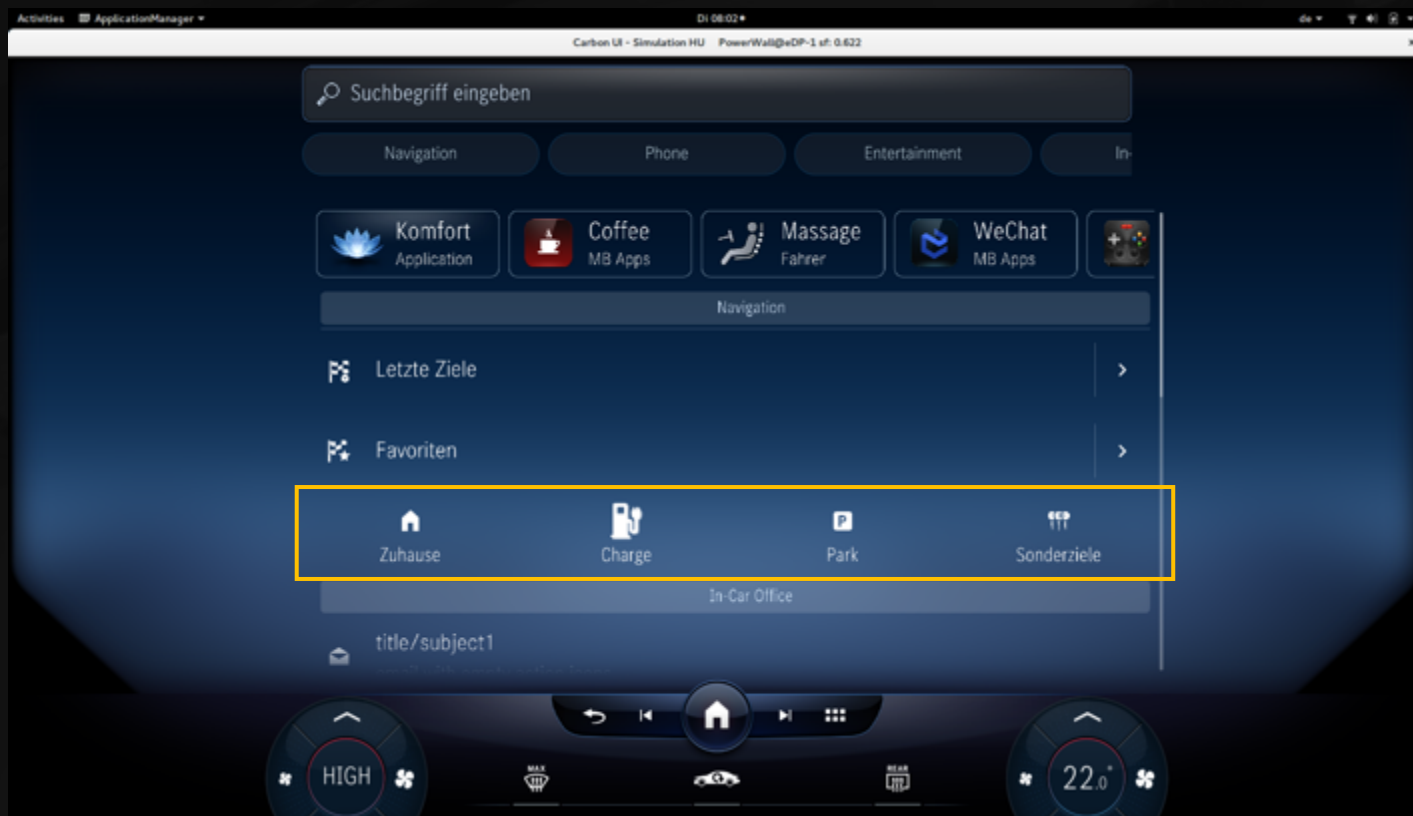 Activities ApplicationManager Di 08:02 de
Carbon UI - Simulation HU PowerWall@eDP-1 sf: 0.622
Suchbegriff eingeben
Navigation Phone Entertainment In-
Komfort
Application
Coffee
MB Apps
Massage
Fahrer
WeChat
MB Apps
Navigation
Letzte Ziele
Favoriten
Zuhause Charge Park Sonderziele
In-Car Office
title/subject1
HIGH
MAX
REAR
22.0°